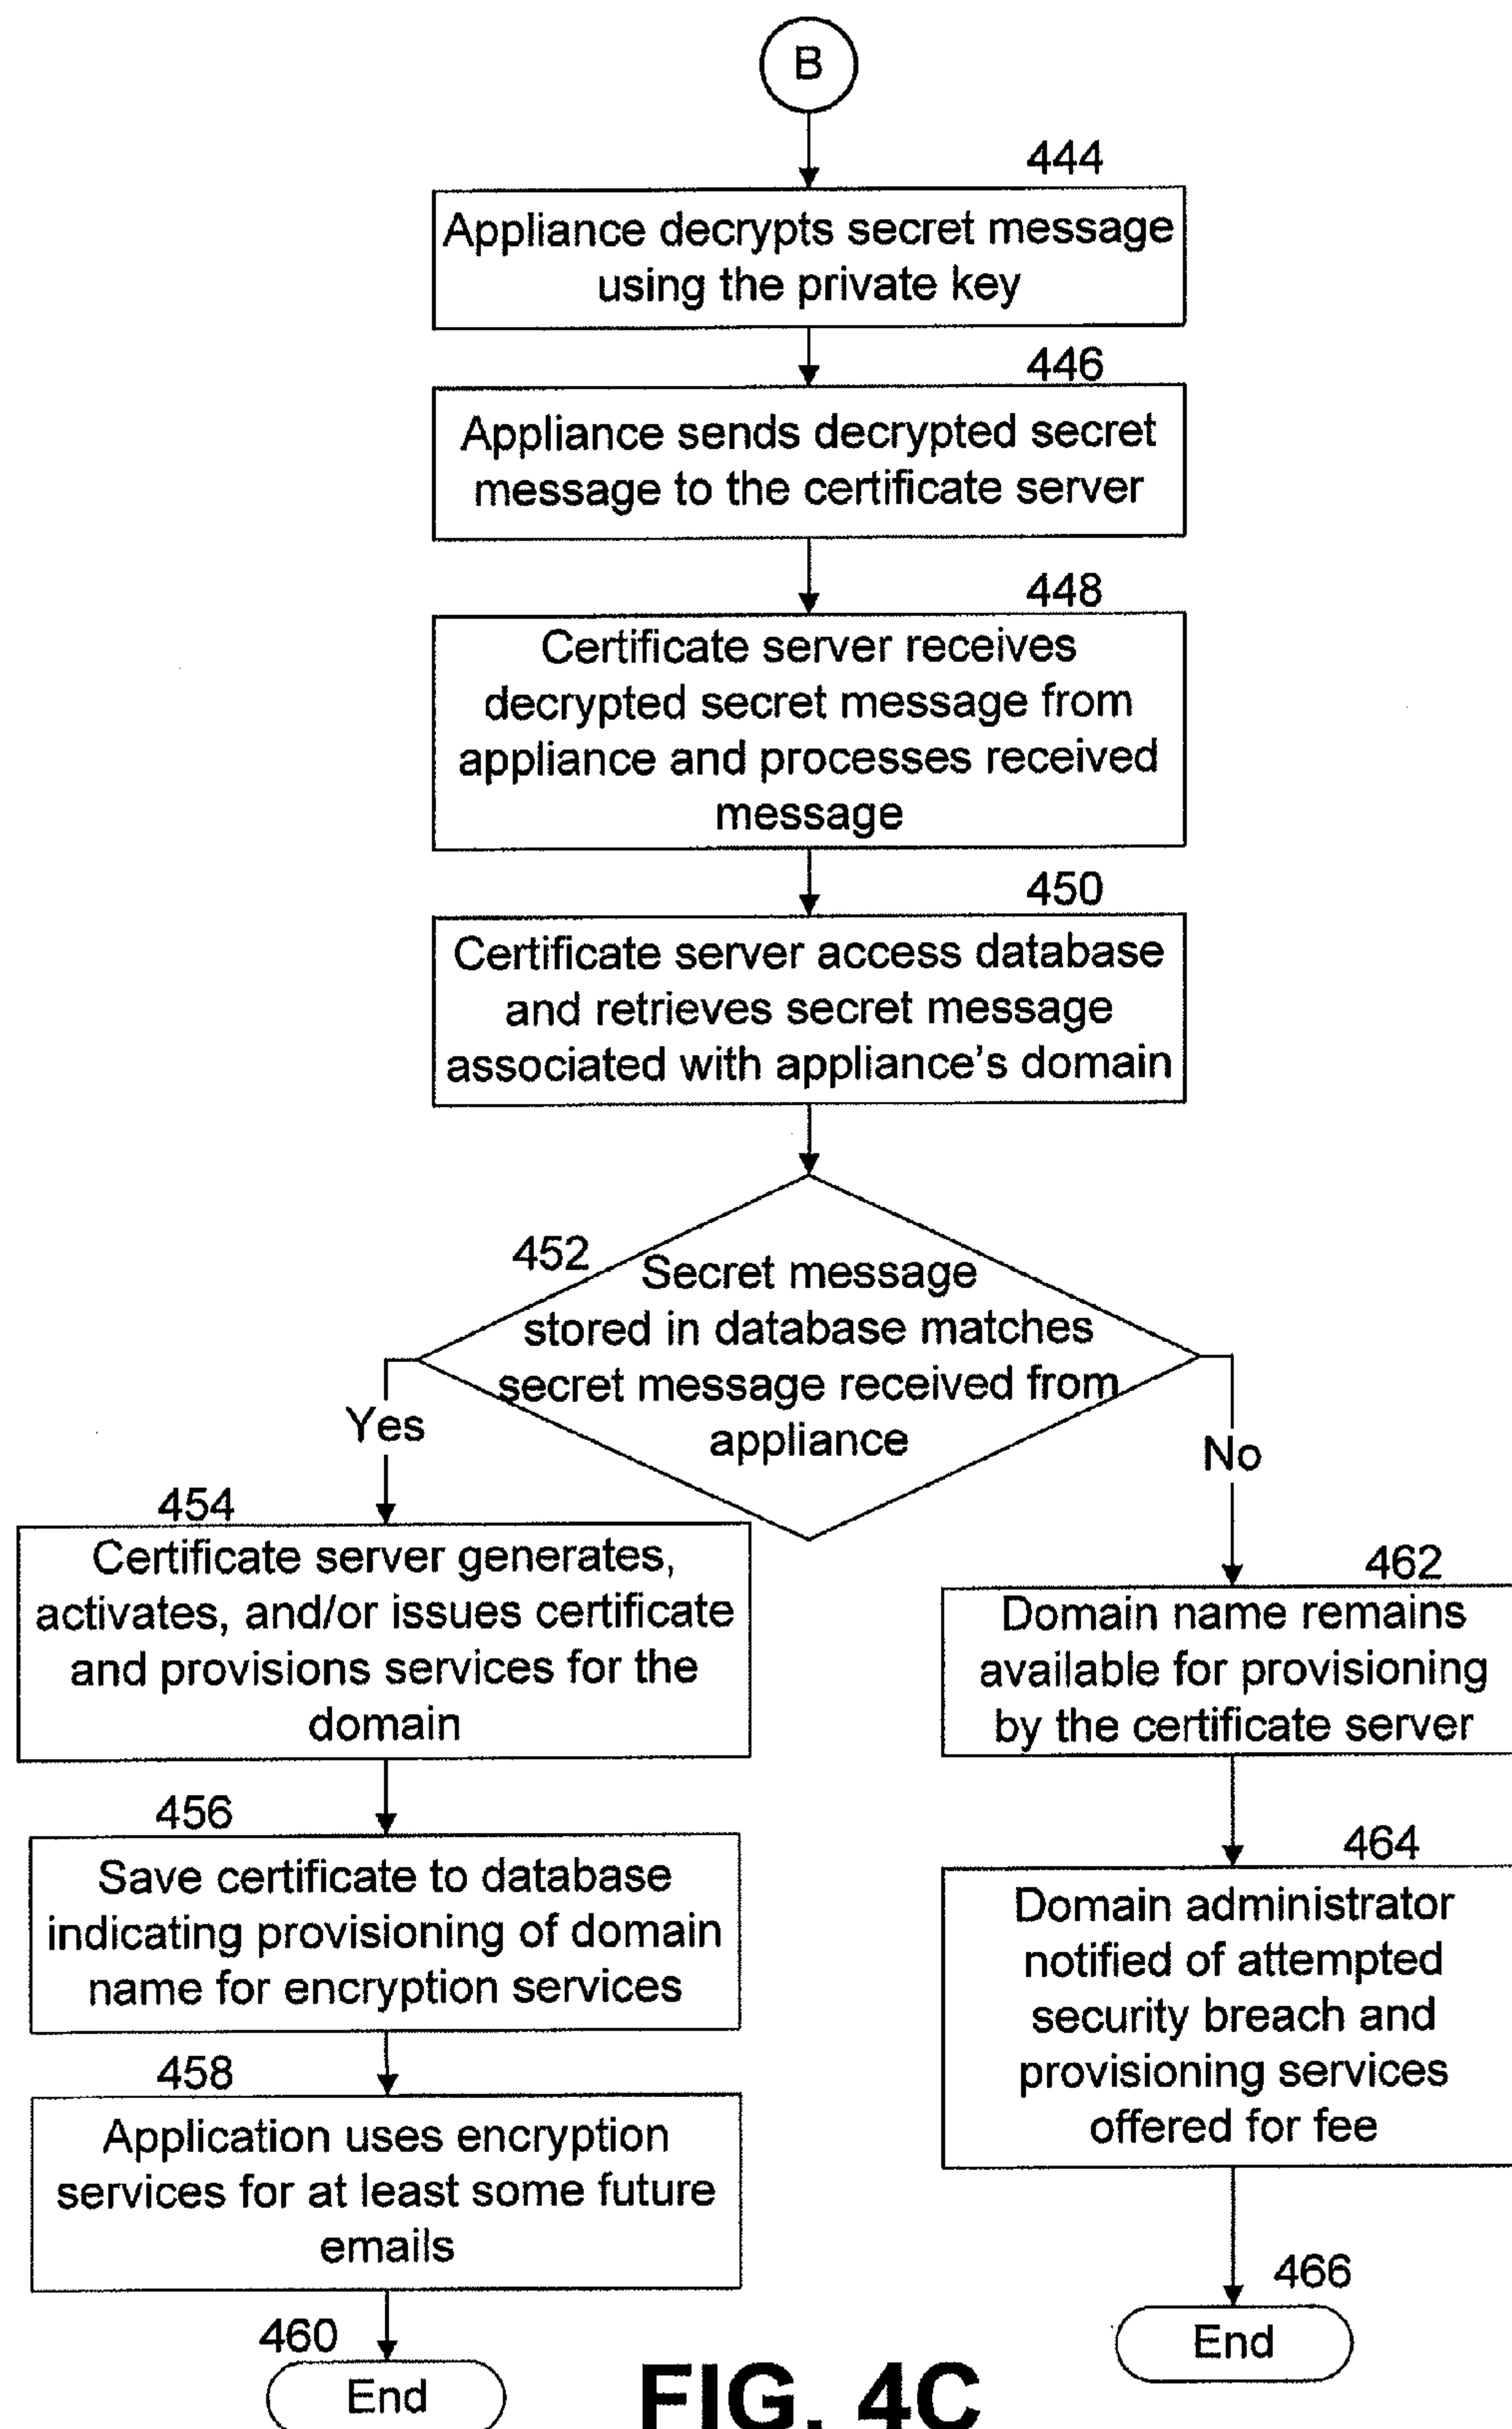 B
444
Appliance decrypts secret message
using the private key
446
Appliance sends decrypted secret
message to the certificate server
448
Certificate server receives
decrypted secret message from
appliance and processes received
message
450
Certificate server access database
and retrieves secret message
associated with appliance's domain
452
Secret message
stored in database matches
secret message received from
appliance
Yes
No
454
Certificate server generates,
activates, and/or issues certificate
and provisions services for the
domain
456
Save certificate to database
indicating provisioning of domain
name for encryption services
458
Application uses encryption
services for at least some future
emails
460
End
462
Domain name remains
available for provisioning
by the certificate server
464
Domain administrator
notified of attempted
security breach and
provisioning services
offered for fee
466
End
FIG. 4C